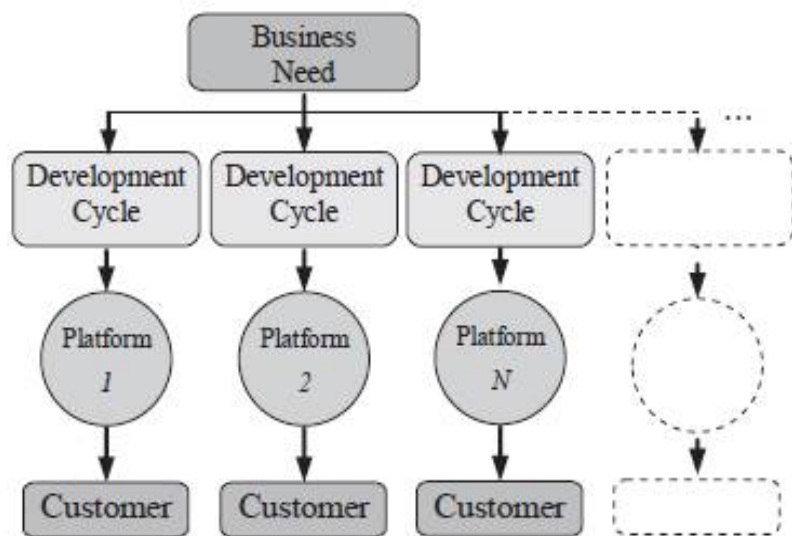 Business
Need
...
Development
Cycle
Development
Cycle
Development
Cycle
Platform
1
Platform
2
Platform
N
Customer
Customer
Customer